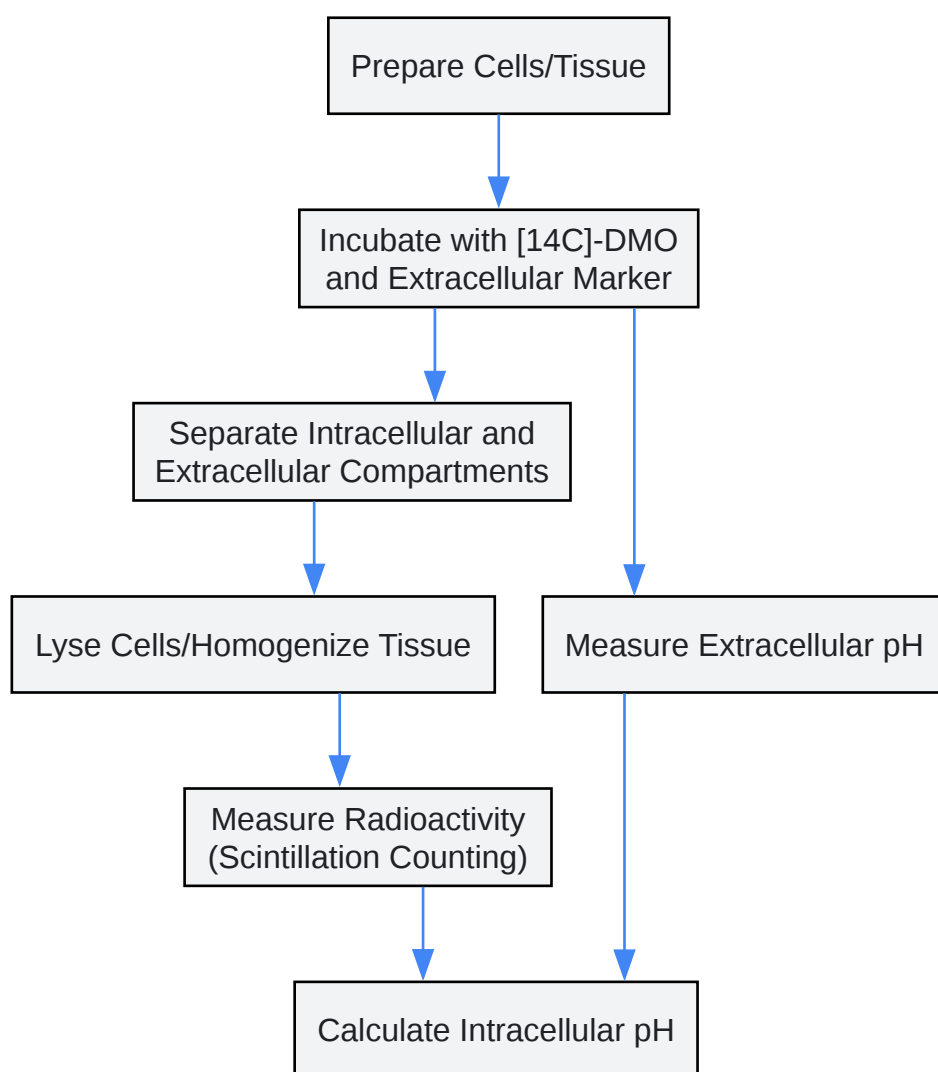 Prepare Cells/Tissue
Incubate with [14C]-DMO
and Extracellular Marker
Separate Intracellular and
Extracellular Compartments
Lyse Cells/Homogenize Tissue
Measure Extracellular pH
Measure Radioactivity
(Scintillation Counting)
Calculate Intracellular pH